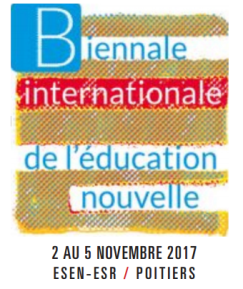 Biennale
internationale
de l'éducation
nouvelle
2 AU 5 NOVEMBRE 2017
ESEN-ESR / POITIERS